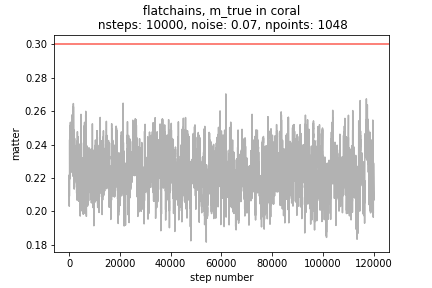 flatchains, m_true in coral
nsteps: 10000, noise: 0.07, npoints: 1048
0.30
0.28
0.26
0.24
0.22
0.20
0.18
matter
0 20000 40000 60000 80000 100000 120000
step number